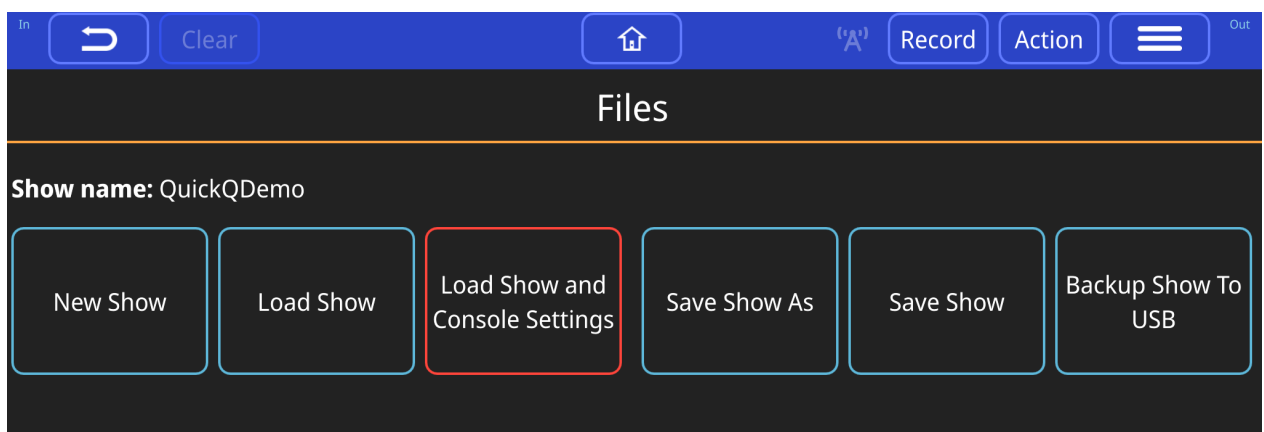 In
Clear
'A'
Record
Action
Out
Files
Show name: QuickQDemo
New Show
Load Show
Load Show and
Console Settings
Save Show As
Save Show
Backup Show To
USB